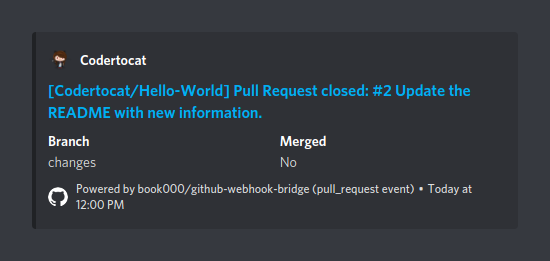 Codertocat
[Codertocat/Hello-World] Pull Request closed: #2 Update the
README with new information.
Branch
Merged
changes
No
Powered by book000/github-webhook-bridge (pull_request event) • Today at
12:00 PM